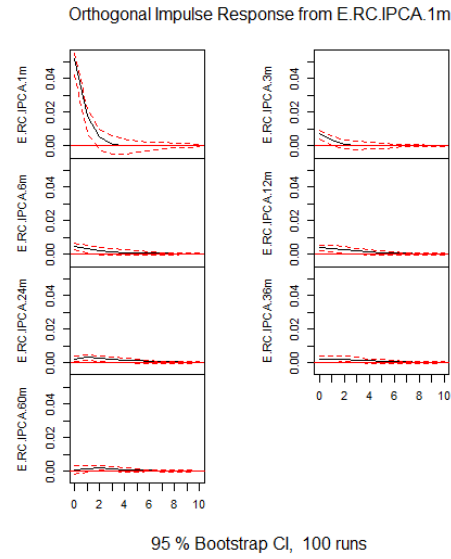 Orthogonal Impulse Response from E.RC.IPCA.1m
E.RC.IPCA.1m
0.00 0.02 0.04
E.RC.IPCA.3m
0.00 0.02 0.04
E.RC.IPCA.6m
0.00 0.02 0.04
E.RC.IPCA.12m
0.00 0.02 0.04
E.RC.IPCA.24m
0.00 0.02 0.04
E.RC.IPCA.36m
0.00 0.02 0.04
0 2 4 6 8 10
E.RC.IPCA.60m
0.00 0.02 0.04
0 2 4 6 8 10
95 % Bootstrap CI, 100 runs